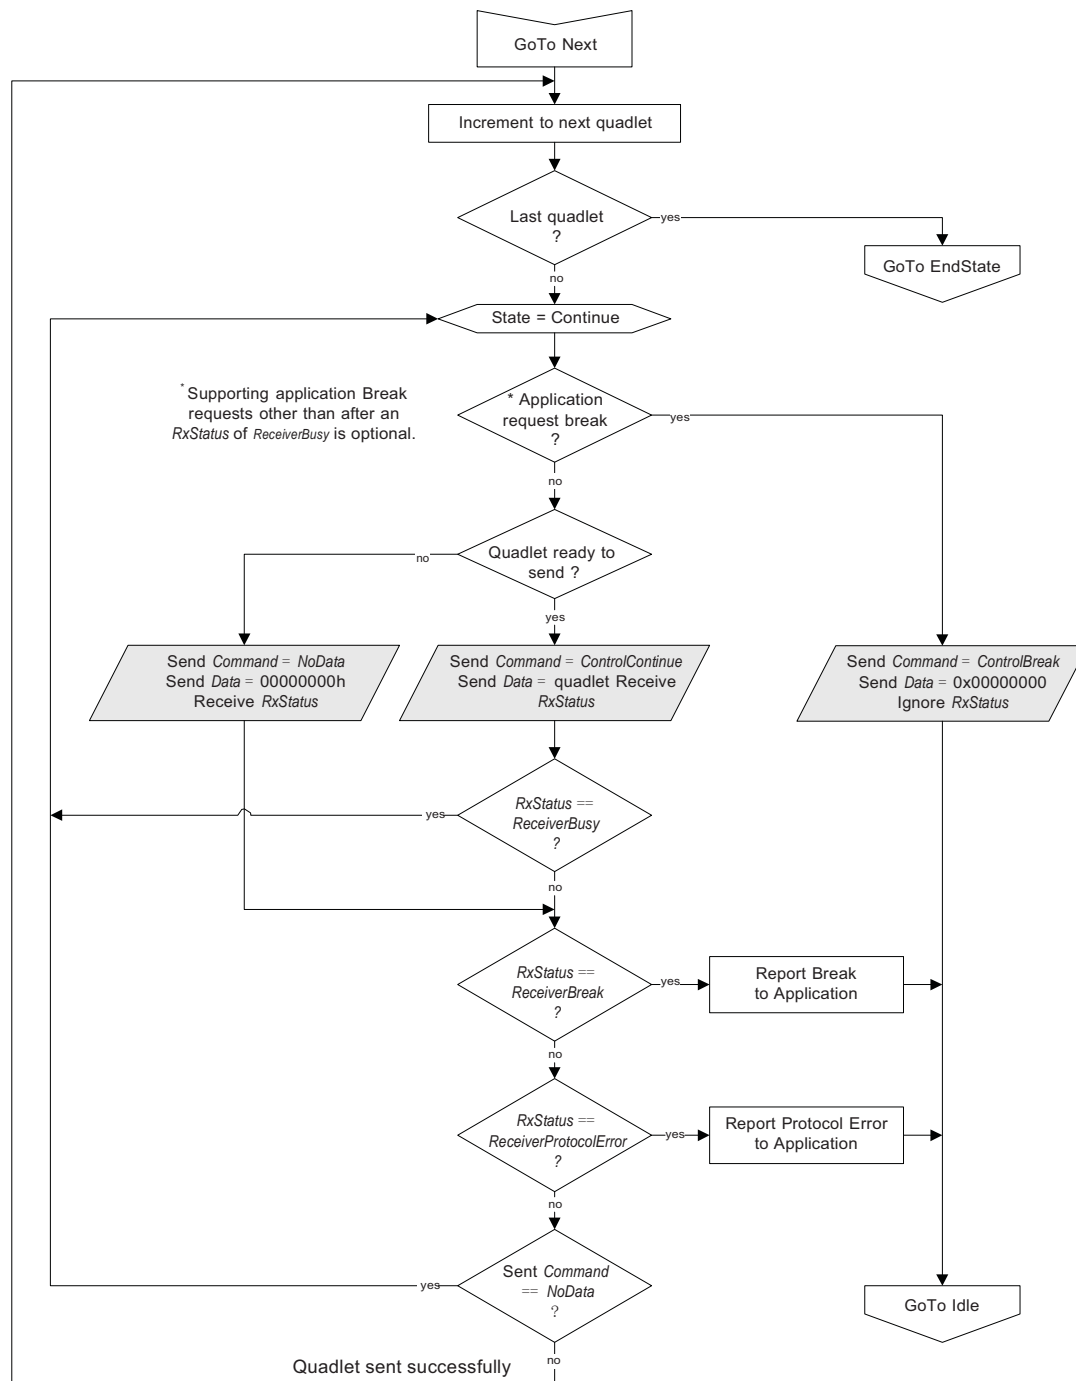 GoTo Next
Increment to next quadlet
Last quadlet
?
yes
GoTo EndState
no
State = Continue
* Supporting application Break
requests other than after an
RxStatus of ReceiverBusy is optional.
* Application
request break
?
yes
no
Quadlet ready to
send ?
no
yes
Send Command = NoData
Send Data = 00000000h
Receive RxStatus
Send Command = ControlContinue
Send Data = quadlet Receive
RxStatus
Send Command = ControlBreak
Send Data = 0x00000000
Ignore RxStatus
RxStatus ==
ReceiverBusy
?
yes
no
RxStatus ==
ReceiverBreak
?
yes
Report Break
to Application
no
RxStatus ==
ReceiverProtocolError
?
yes
Report Protocol Error
to Application
no
Sent Command
== NoData
?
yes
GoTo Idle
Quadlet sent successfully
no